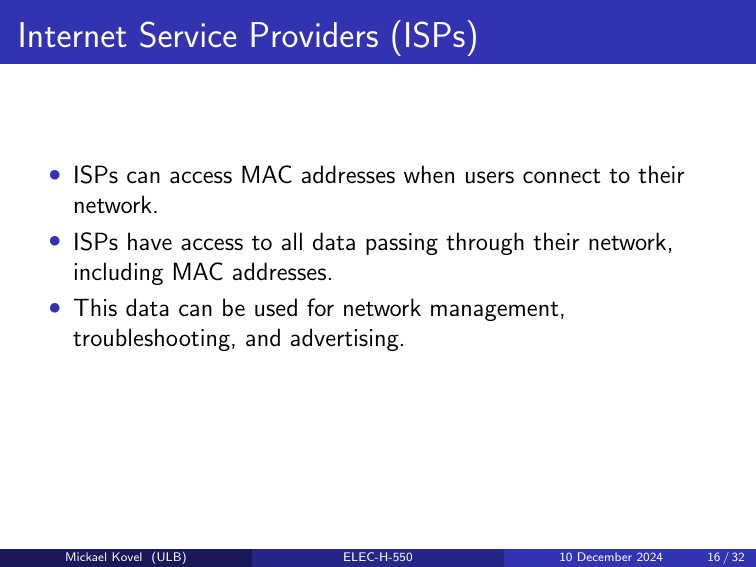 Internet Service Providers (ISPs)
• ISPs can access MAC addresses when users connect to their
network.
• ISPs have access to all data passing through their network,
including MAC addresses.
• This data can be used for network management,
troubleshooting, and advertising.
Mickael Kovel (ULB) ELEC-H-550 10 December 2024 16 / 32